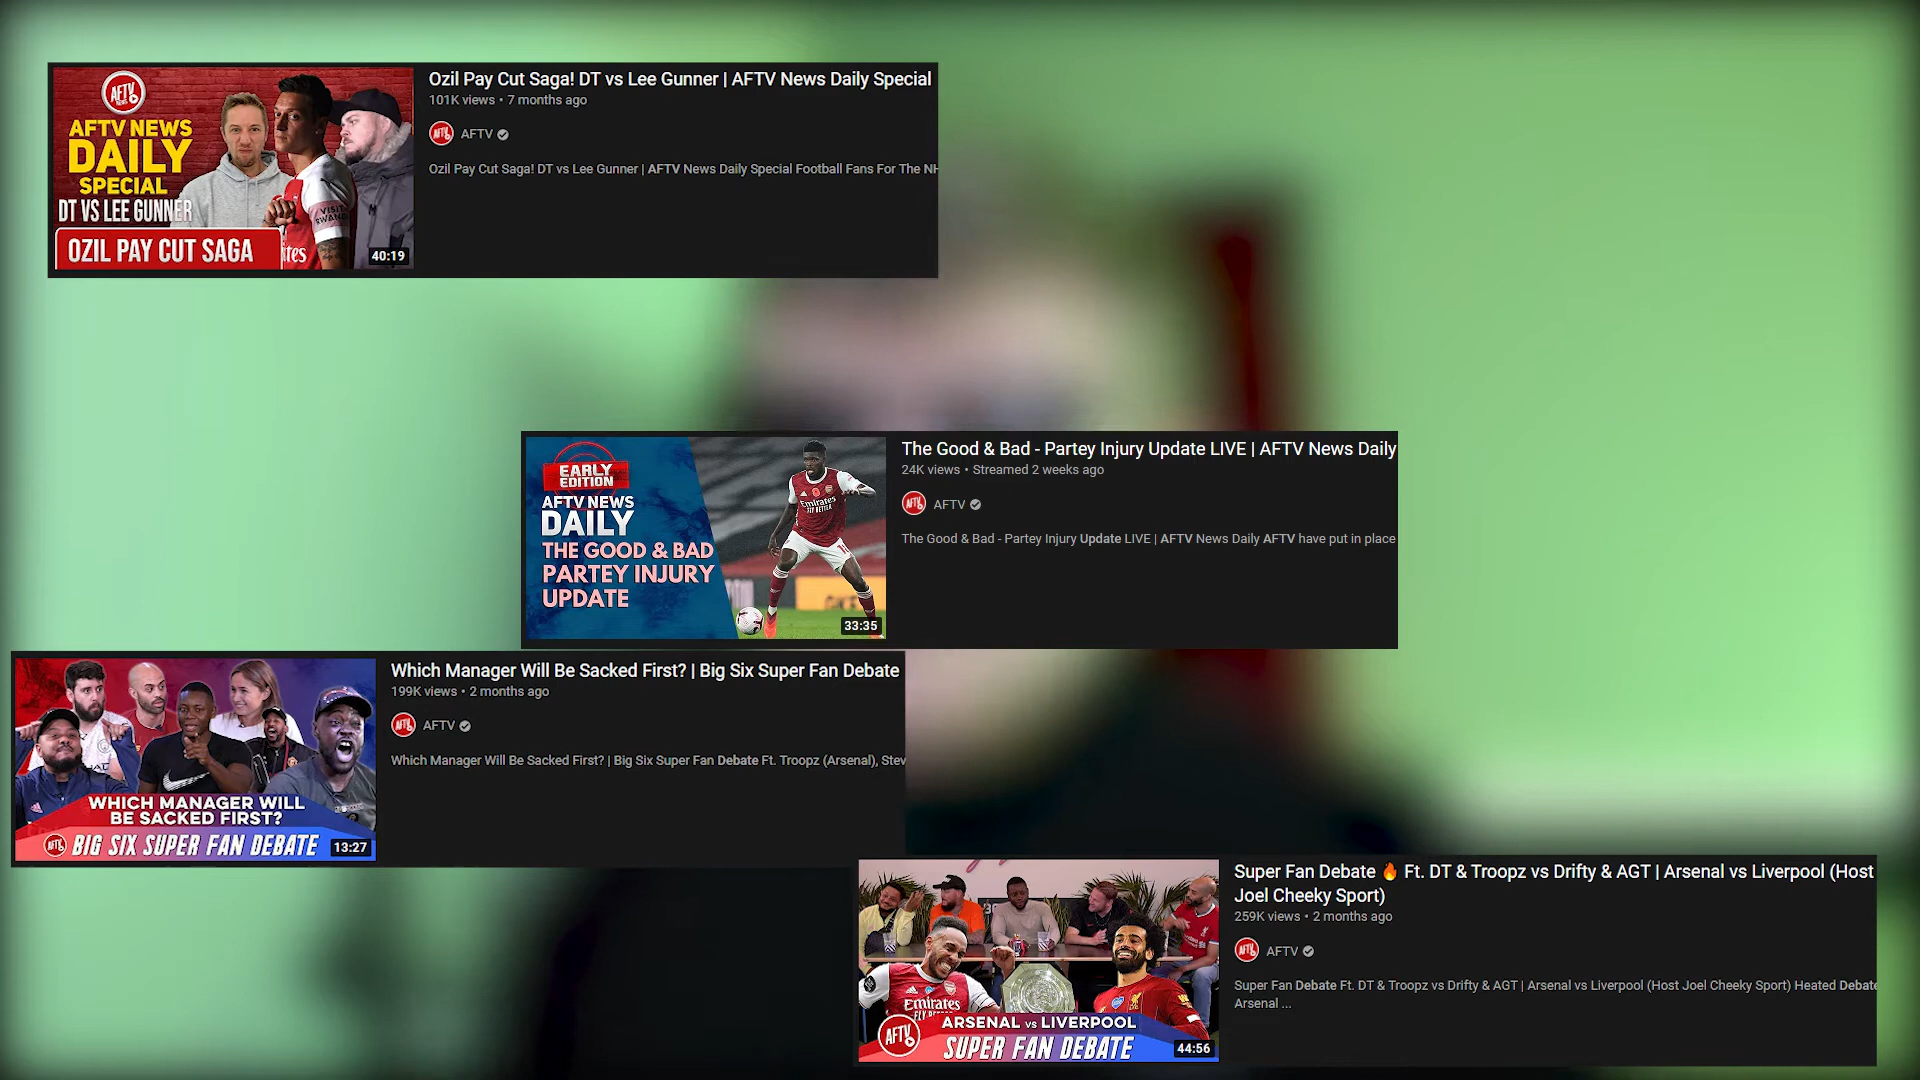 AFTV
NEWS
AFTV NEWS
DAILY
SPECIAL
DT VS LEE GUNNER
OZIL PAY CUT SAGA
40:19
Ozil Pay Cut Saga! DT vs Lee Gunner | AFTV News Daily Special
101K views • 7 months ago
AFTV
Ozil Pay Cut Saga! DT vs Lee Gunner | AFTV News Daily Special Football Fans For The NH
EARLY
EDITION
AFTV NEWS
DAILY
THE GOOD & BAD
PARTEY INJURY
UPDATE
Emirates
FLY BETTER
33:35
The Good & Bad - Partey Injury Update LIVE | AFTV News Daily
24K views • Streamed 2 weeks ago
AFTV
The Good & Bad - Partey Injury Update LIVE | AFTV News Daily AFTV have put in place
WHICH MANAGER WILL
BE SACKED FIRST?
BIG SIX SUPER FAN DEBATE
13:27
Which Manager Will Be Sacked First? | Big Six Super Fan Debate
199K views • 2 months ago
AFTV
Which Manager Will Be Sacked First? | Big Six Super Fan Debate Ft. Troopz (Arsenal), Stev
Emirates
AFTV
ARSENAL VS LIVERPOOL
SUPER FAN DEBATE
44:56
Super Fan Debate 🔥 Ft. DT & Troopz vs Drifty & AGT | Arsenal vs Liverpool (Host
Joel Cheeky Sport)
259K views • 2 months ago
AFTV
Super Fan Debate Ft. DT & Troopz vs Drifty & AGT | Arsenal vs Liverpool (Host Joel Cheeky Sport) Heated Debate
Arsenal ...